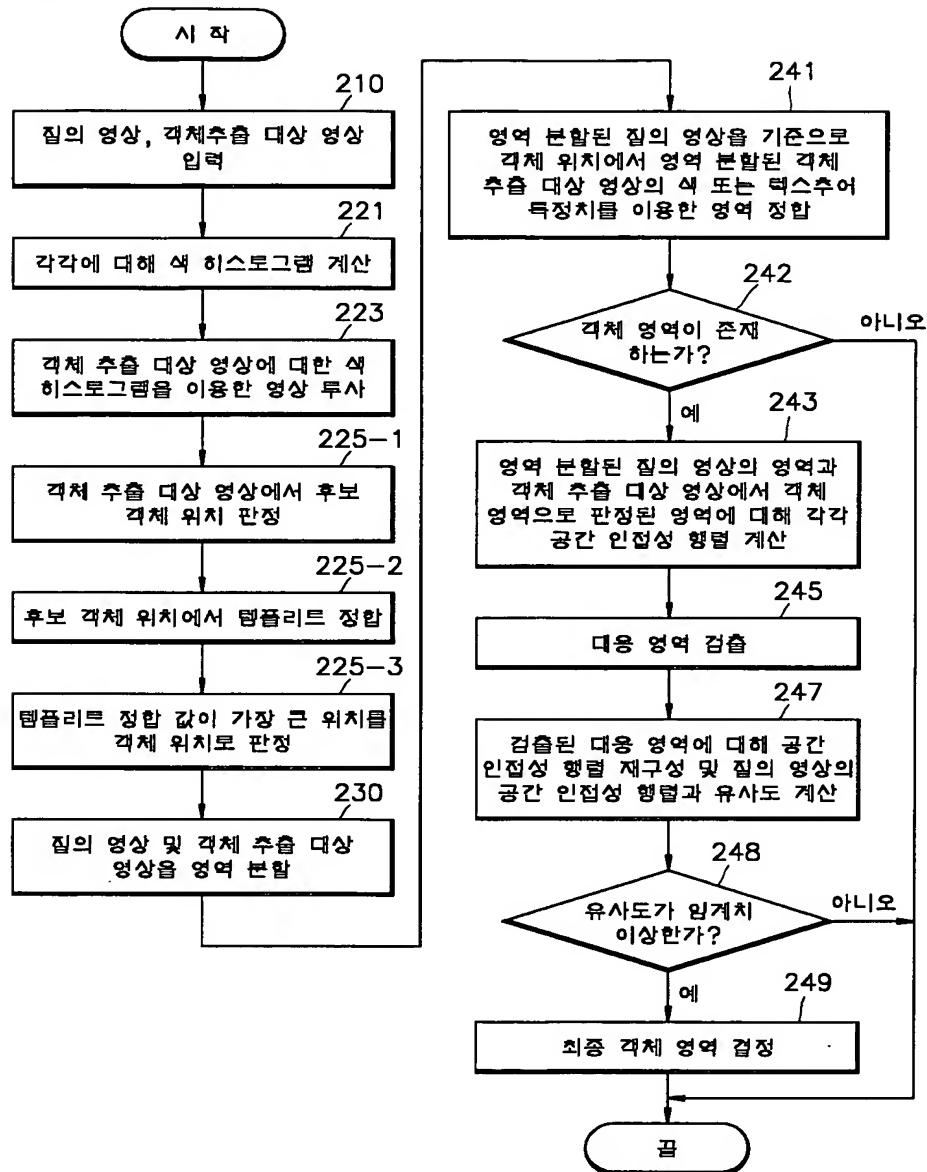 시 작
210
질의 영상, 객체추출 대상 영상
입력
221
각각에 대해 색 히스토그램 계산
223
객체 추출 대상 영상에 대한 색
히스토그램을 이용한 영상 투사
225-1
객체 추출 대상 영상에서 후보
객체 위치 판정
225-2
후보 객체 위치에서 템플리트 정합
225-3
템플리트 정합 값이 가장 큰 위치를
객체 위치로 판정
230
질의 영상 및 객체 추출 대상
영상을 영역 분할
241
영역 분할된 질의 영상을 기준으로
객체 위치에서 영역 분할된 객체
추출 대상 영상의 색 또는 텍스추어
특징치를 이용한 영역 정합
242
객체 영역이 존재
하는가?
아니오
예
243
영역 분할된 질의 영상의 영역과
객체 추출 대상 영상에서 객체
영역으로 판정된 영역에 대해 각각
공간 인접성 행렬 계산
245
대응 영역 검출
247
검출된 대응 영역에 대해 공간
인접성 행렬 재구성 및 질의 영상의
공간 인접성 행렬과 유사도 계산
248
유사도가 임계치
이상한가?
아니오
예
249
최종 객체 영역 결정
끝